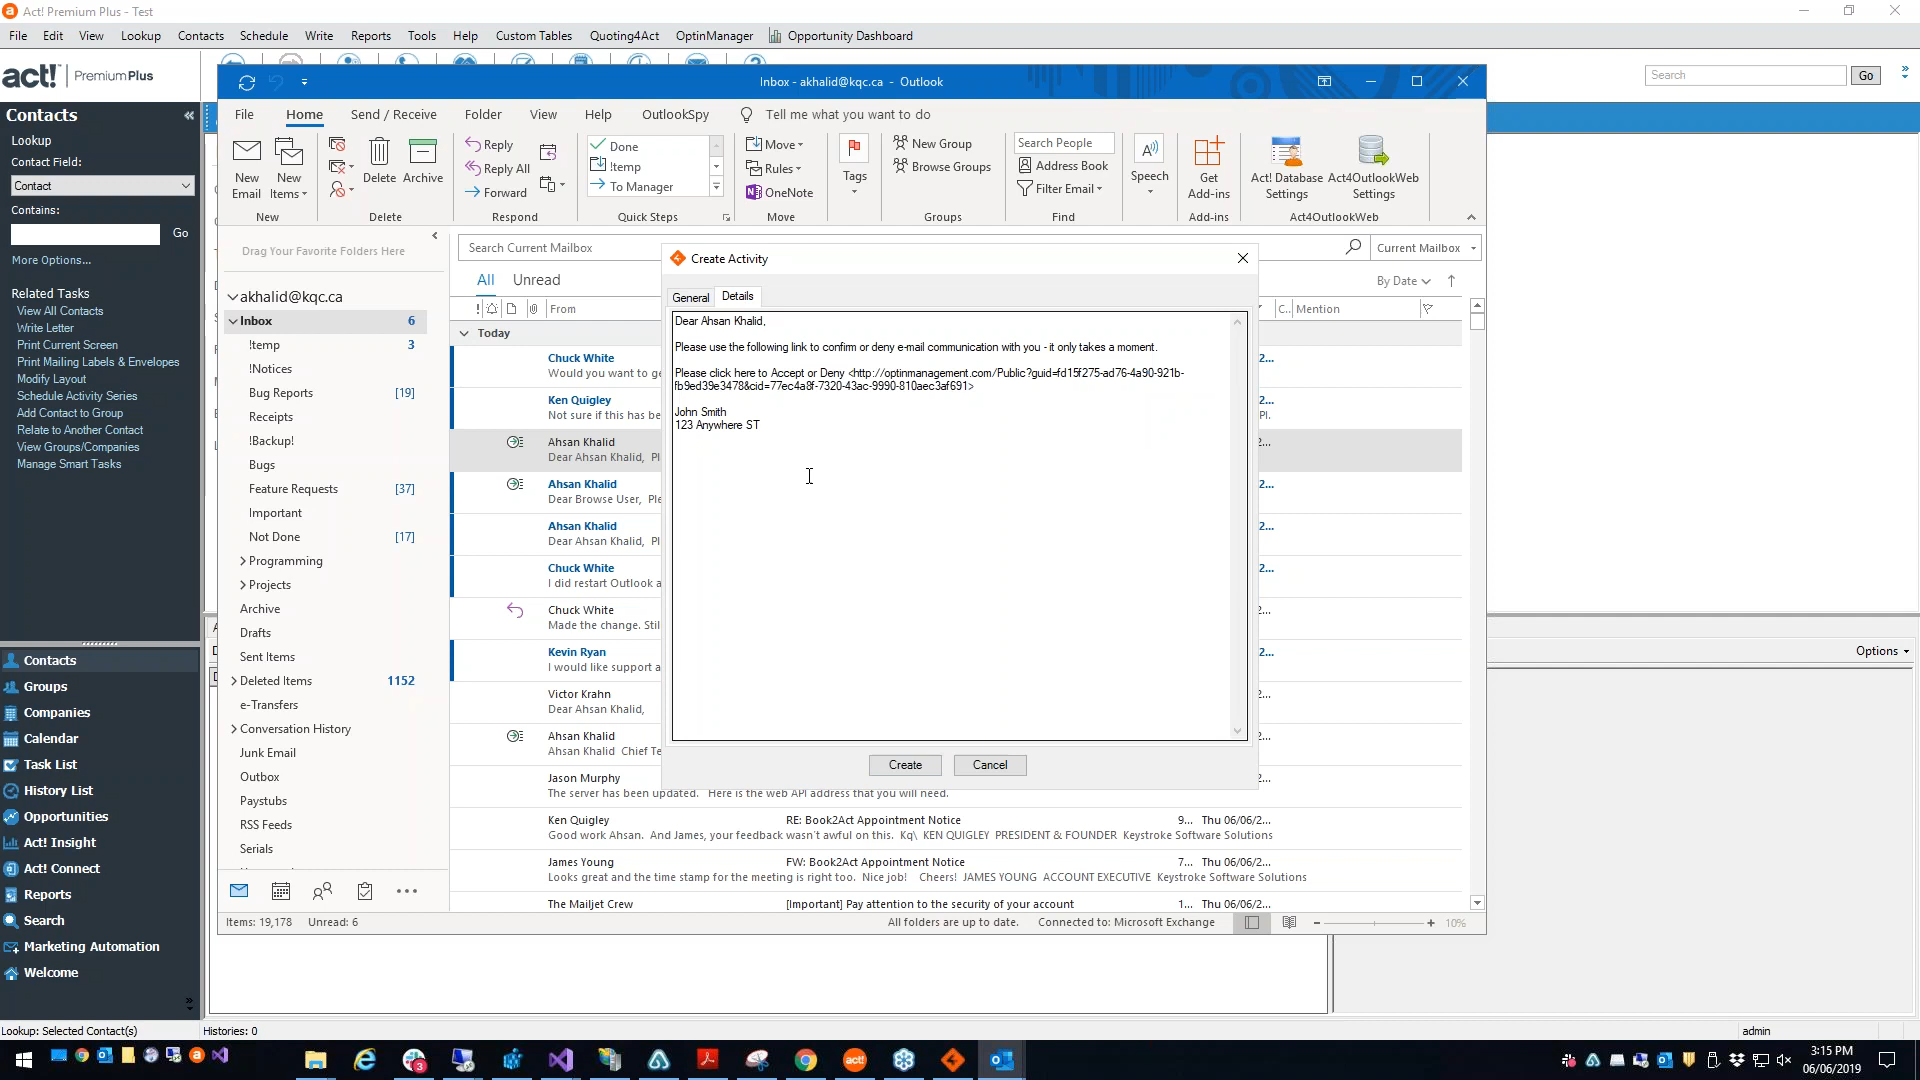 Act! Premium Plus - Test
File Edit View Lookup Contacts Schedule Write Reports Tools Help Custom Tables Quoting4Act OptinManager Opportunity Dashboard
act! Premium Plus
Search Go
Contacts
Lookup
Contact Field:
Contact
Contains:
Go
More Options...
Related Tasks
View All Contacts
Write Letter
Print Current Screen
Print Mailing Labels & Envelopes
Modify Layout
Schedule Activity Series
Add Contact to Group
Relate to Another Contact
View Groups/Companies
Manage Smart Tasks
Contacts
Groups
Companies
Calendar
Task List
History List
Opportunities
Act! Insight
Act! Connect
Reports
Search
Marketing Automation
Welcome
Inbox - akhalid@kqc.ca - Outlook
File Home Send / Receive Folder View Help OutlookSpy Tell me what you want to do
New Email
New Items
New
Delete
Archive
Delete
Reply
Reply All
Forward
Respond
Done
!temp
To Manager
Quick Steps
Move
Rules
OneNote
Move
Tags
New Group
Browse Groups
Groups
Search People
Address Book
Filter Email
Find
Speech
Get Add-ins
Add-ins
Act! Database Settings
Act4OutlookWeb Settings
Act4OutlookWeb
Drag Your Favorite Folders Here
akhalid@kqc.ca
Inbox 6
!temp 3
!Notices
Bug Reports [19]
Receipts
!Backup!
Bugs
Feature Requests [37]
Important
Not Done [17]
Programming
Projects
Archive
Drafts
Sent Items
Deleted Items 1152
e-Transfers
Conversation History
Junk Email
Outbox
Paystubs
RSS Feeds
Serials
Search Current Mailbox
Current Mailbox
All Unread
By Date
From
C.. Mention
Today
Chuck White
Would you want to ge
Ken Quigley
Not sure if this has be
Ahsan Khalid
Dear Ahsan Khalid, Pl
Ahsan Khalid
Dear Browse User, Ple
Ahsan Khalid
Dear Ahsan Khalid, Pl
Chuck White
I did restart Outlook a
Chuck White
Made the change. Stil
Kevin Ryan
I would like support a
Victor Krahn
Dear Ahsan Khalid,
Ahsan Khalid
Ahsan Khalid Chief Te
Jason Murphy
The server has been updated. Here is the web API address that you will need.
Ken Quigley RE: Book2Act Appointment Notice 9... Thu 06/06/2...
Good work Ahsan. And James, your feedback wasn't awful on this. Kq\ KEN QUIGLEY PRESIDENT & FOUNDER Keystroke Software Solutions
James Young FW: Book2Act Appointment Notice 7... Thu 06/06/2...
Looks great and the time stamp for the meeting is right too. Nice job! Cheers! JAMES YOUNG ACCOUNT EXECUTIVE Keystroke Software Solutions
The Mailjet Crew [Important] Pay attention to the security of your account 1... Thu 06/06/2...
Create Activity
General Details
Dear Ahsan Khalid,
Please use the following link to confirm or deny e-mail communication with you - it only takes a moment.
Please click here to Accept or Deny <http://optinmanagement.com/Public?guid=fd15f275-ad76-4a90-921b-
fb9ed39e3478&cid=77ec4a8f-7320-43ac-9990-810aec3af691>
John Smith
123 Anywhere ST
Create Cancel
Items: 19,178 Unread: 6
All folders are up to date. Connected to: Microsoft Exchange
10%
Options
Lookup: Selected Contact(s) Histories: 0 admin
3:15 PM
06/06/2019